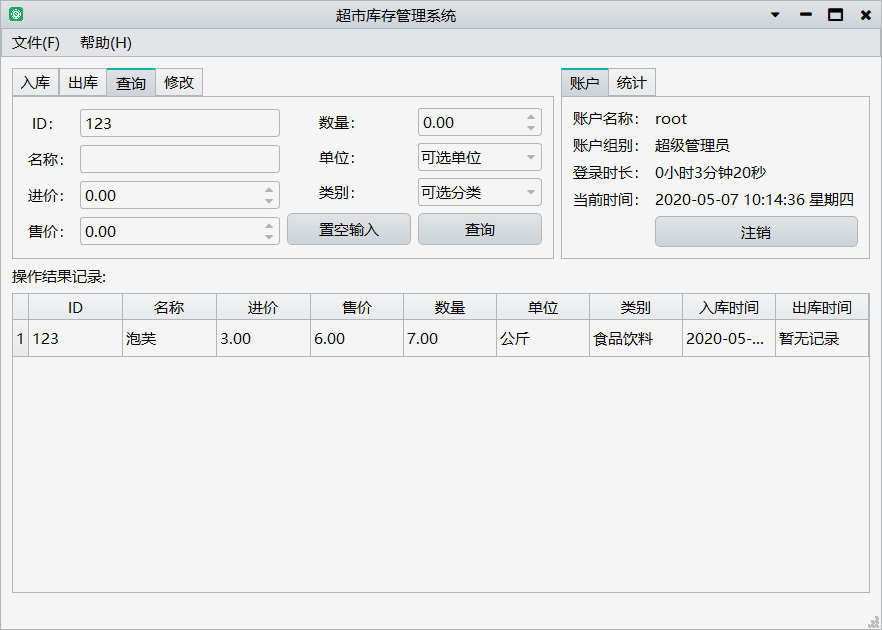 超市库存管理系统
文件(F) 帮助(H)
入库 出库 查询 修改
ID: 123
数量: 0.00
名称:
单位: 可选单位
进价: 0.00
类别: 可选分类
售价: 0.00
置空输入 查询
账户 统计
账户名称: root
账户组别: 超级管理员
登录时长: 0小时3分钟20秒
当前时间: 2020-05-07 10:14:36 星期四
注销
操作结果记录:
ID 名称 进价 售价 数量 单位 类别 入库时间 出库时间
1 123 泡芙 3.00 6.00 7.00 公斤 食品饮料 2020-05-... 暂无记录